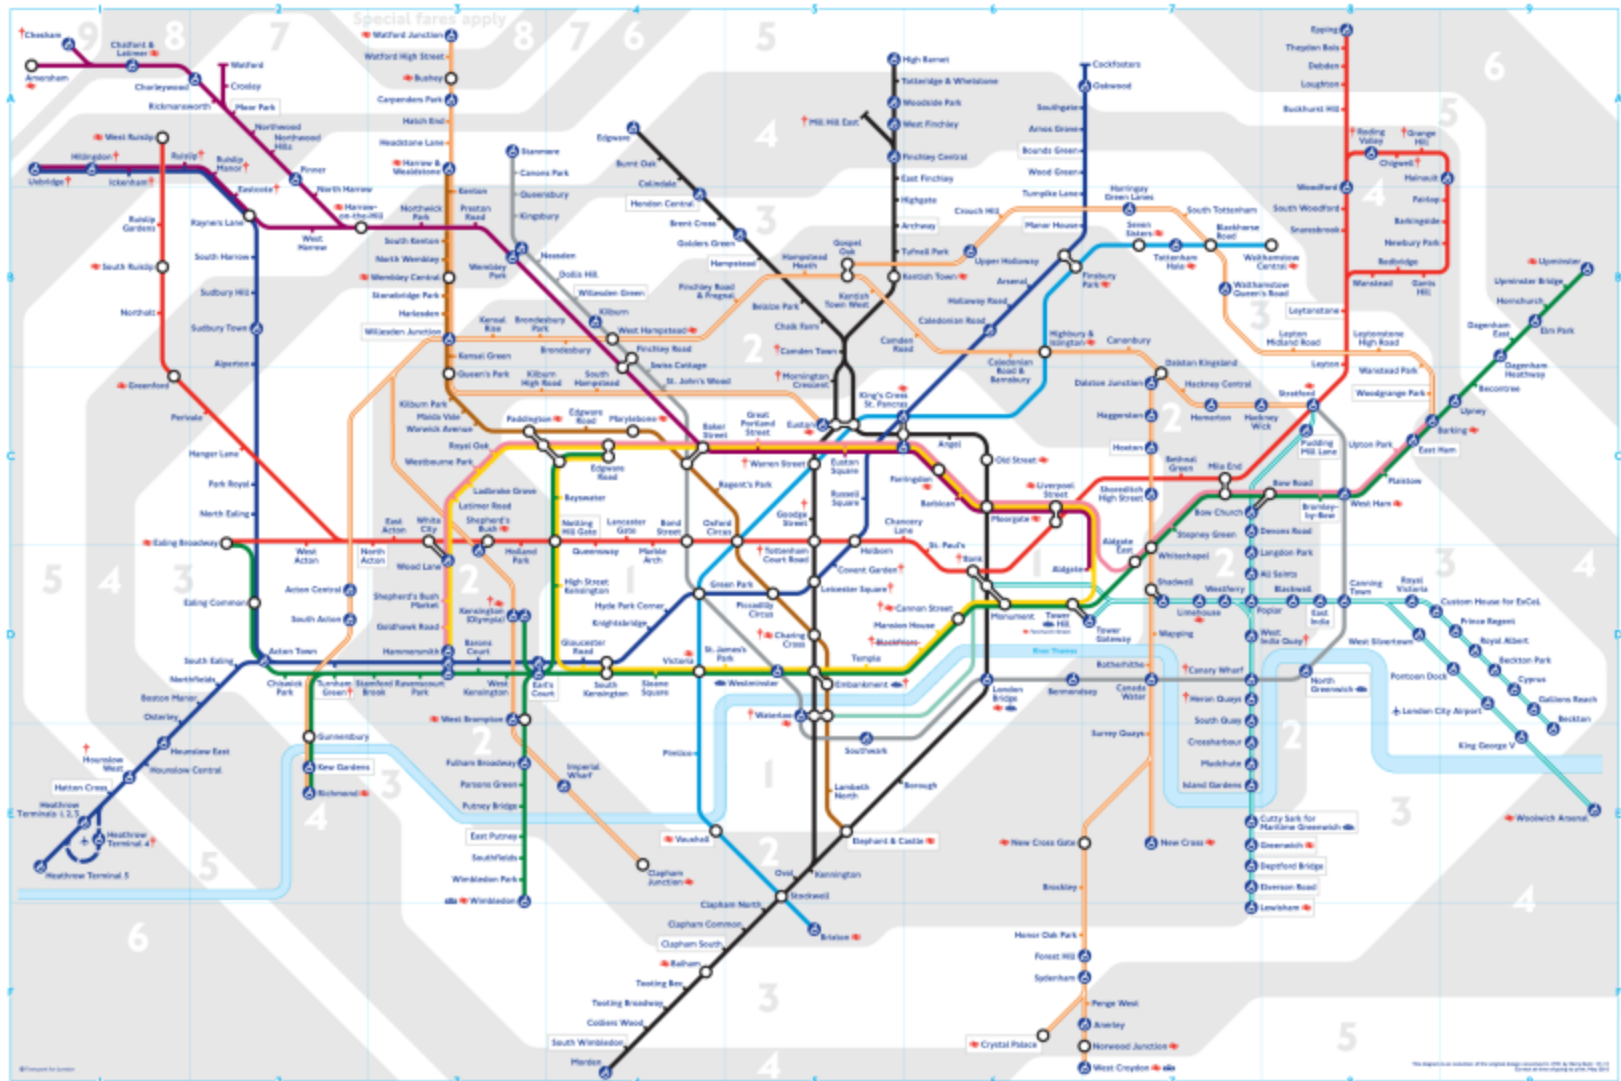 Special fares apply
1
2
3
4
5
6
7
8
9
A
B
C
D
E
F
Chesham
Chalfont &
Latimer
Amersham
Chorleywood
Rickmansworth
Watford
Croxley
Moor Park
Northwood
Northwood
Hills
Pinner
North Harrow
Harrow-
on-the-Hill
West Ruislip
Hillingdon
Uxbridge
Ickenham
Ruislip
Ruislip
Manor
Eastcote
Rayners Lane
West
Harrow
Ruislip
Gardens
South Ruislip
Northolt
Greenford
Perivale
Hanger Lane
South Harrow
Sudbury Hill
Sudbury Town
Alperton
Park Royal
North Ealing
Ealing Broadway
Ealing Common
West
Acton
North
Acton
East
Acton
White
City
Watford Junction
Watford High Street
Bushey
Carpenders Park
Hatch End
Headstone Lane
Harrow &
Wealdstone
Kenton
Northwick
Park
Preston
Road
South Kenton
North Wembley
Wembley Central
Stonebridge Park
Harlesden
Willesden Junction
Kensal Green
Queen's Park
Kilburn Park
Maida Vale
Warwick Avenue
Royal Oak
Westbourne Park
Ladbroke Grove
Latimer Road
Stanmore
Canons Park
Queensbury
Kingsbury
Wembley
Park
Neasden
Dollis Hill
Willesden Green
Kilburn
West Hampstead
Finchley Road
Swiss Cottage
St. John's Wood
Kensal
Rise
Brondesbury
Park
Brondesbury
Kilburn
High Road
South
Hampstead
Edgware
Burnt Oak
Colindale
Hendon Central
Brent Cross
Golders Green
Hampstead
Belsize Park
Chalk Farm
Camden Town
Mornington
Crescent
Finchley Road
& Frognal
Hampstead
Heath
Gospel
Oak
Kentish
Town West
Camden
Road
High Barnet
Totteridge & Whetstone
Woodside Park
West Finchley
Mill Hill East
Finchley Central
East Finchley
Highgate
Archway
Tufnell Park
Kentish Town
Cockfosters
Oakwood
Southgate
Arnos Grove
Bounds Green
Wood Green
Turnpike Lane
Manor House
Crouch Hill
Upper Holloway
Harringay
Green Lanes
South Tottenham
Seven
Sisters
Tottenham
Hale
Blackhorse
Road
Walthamstow
Central
Walthamstow
Queen's Road
Finsbury
Park
Arsenal
Holloway Road
Caledonian Road
Highbury &
Islington
Caledonian
Road &
Barnsbury
Canonbury
Dalston Kingsland
Dalston Junction
Hackney Central
Haggerston
Homerton
Hackney
Wick
Hoxton
Leyton
Midland Road
Leytonstone
High Road
Wanstead Park
Woodgrange Park
Epping
Theydon Bois
Debden
Loughton
Buckhurst Hill
Roding
Valley
Grange
Hill
Chigwell
Hainault
Woodford
Fairlop
South Woodford
Barkingside
Snaresbrook
Newbury Park
Redbridge
Wanstead
Gants
Hill
Leytonstone
Leyton
Stratford
Upminster
Upminster Bridge
Hornchurch
Elm Park
Dagenham
East
Dagenham
Heathway
Becontree
Upney
Barking
East Ham
Upton Park
Plaistow
West Ham
Pudding
Mill Lane
Bow Road
Bromley-
by-Bow
Mile End
Bethnal
Green
Bow Church
Devons Road
Langdon Park
All Saints
Poplar
Paddington
Edgware
Road
Marylebone
Edgware
Road
Baker
Street
Great
Portland
Street
Euston
King's Cross
St. Pancras
Euston
Square
Warren Street
Regent's Park
Goodge
Street
Russell
Square
Angel
Old Street
Farringdon
Barbican
Moorgate
Liverpool
Street
Shoreditch
High Street
Stepney Green
Whitechapel
Aldgate
East
Aldgate
Bayswater
Notting
Hill Gate
Lancaster
Gate
Bond
Street
Oxford
Circus
Queensway
Marble
Arch
Tottenham
Court Road
Holborn
Chancery
Lane
St. Paul's
Bank
Shepherd's
Bush
Holland
Park
Wood Lane
Shepherd's Bush
Market
Goldhawk Road
Hammersmith
Kensington
(Olympia)
High Street
Kensington
Barons
Court
West
Kensington
Earl's
Court
Gloucester
Road
South
Kensington
Sloane
Square
Victoria
St. James's
Park
Westminster
Hyde Park Corner
Knightsbridge
Green Park
Piccadilly
Circus
Leicester Square
Covent Garden
Charing
Cross
Embankment
Temple
Blackfriars
Mansion House
Cannon Street
Monument
Tower
Hill
Tower
Gateway
Shadwell
Limehouse
Westferry
Blackwall
East
India
Canning
Town
Royal
Victoria
Custom House for ExCeL
Prince Regent
Royal Albert
Beckton Park
Cyprus
Gallions Reach
Beckton
West Silvertown
Pontoon Dock
London City Airport
King George V
Woolwich Arsenal
River Thames
Wapping
Rotherhithe
Canada
Water
Surrey Quays
Bermondsey
London
Bridge
Southwark
Waterloo
Canary Wharf
West
India Quay
North
Greenwich
Heron Quays
South Quay
Crossharbour
Mudchute
Island Gardens
Cutty Sark for
Maritime Greenwich
Greenwich
Deptford Bridge
Elverson Road
Lewisham
Acton Central
South Acton
Acton Town
South Ealing
Northfields
Boston Manor
Osterley
Hounslow East
Hounslow Central
Hounslow
West
Hatton Cross
Heathrow
Terminals 1, 2, 3
Heathrow
Terminal 4
Heathrow Terminal 5
Chiswick
Park
Turnham
Green
Stamford
Brook
Ravenscourt
Park
Gunnersbury
Kew Gardens
Richmond
West Brompton
Fulham Broadway
Parsons Green
Putney Bridge
East Putney
Southfields
Wimbledon Park
Wimbledon
Imperial
Wharf
Clapham
Junction
Pimlico
Vauxhall
Lambeth
North
Elephant & Castle
Borough
Kennington
Oval
Stockwell
Brixton
Clapham North
Clapham Common
Clapham South
Balham
Tooting Bec
Tooting Broadway
Colliers Wood
South Wimbledon
Morden
New Cross Gate
New Cross
Brockley
Honor Oak Park
Forest Hill
Sydenham
Penge West
Anerley
Crystal Palace
Norwood Junction
West Croydon